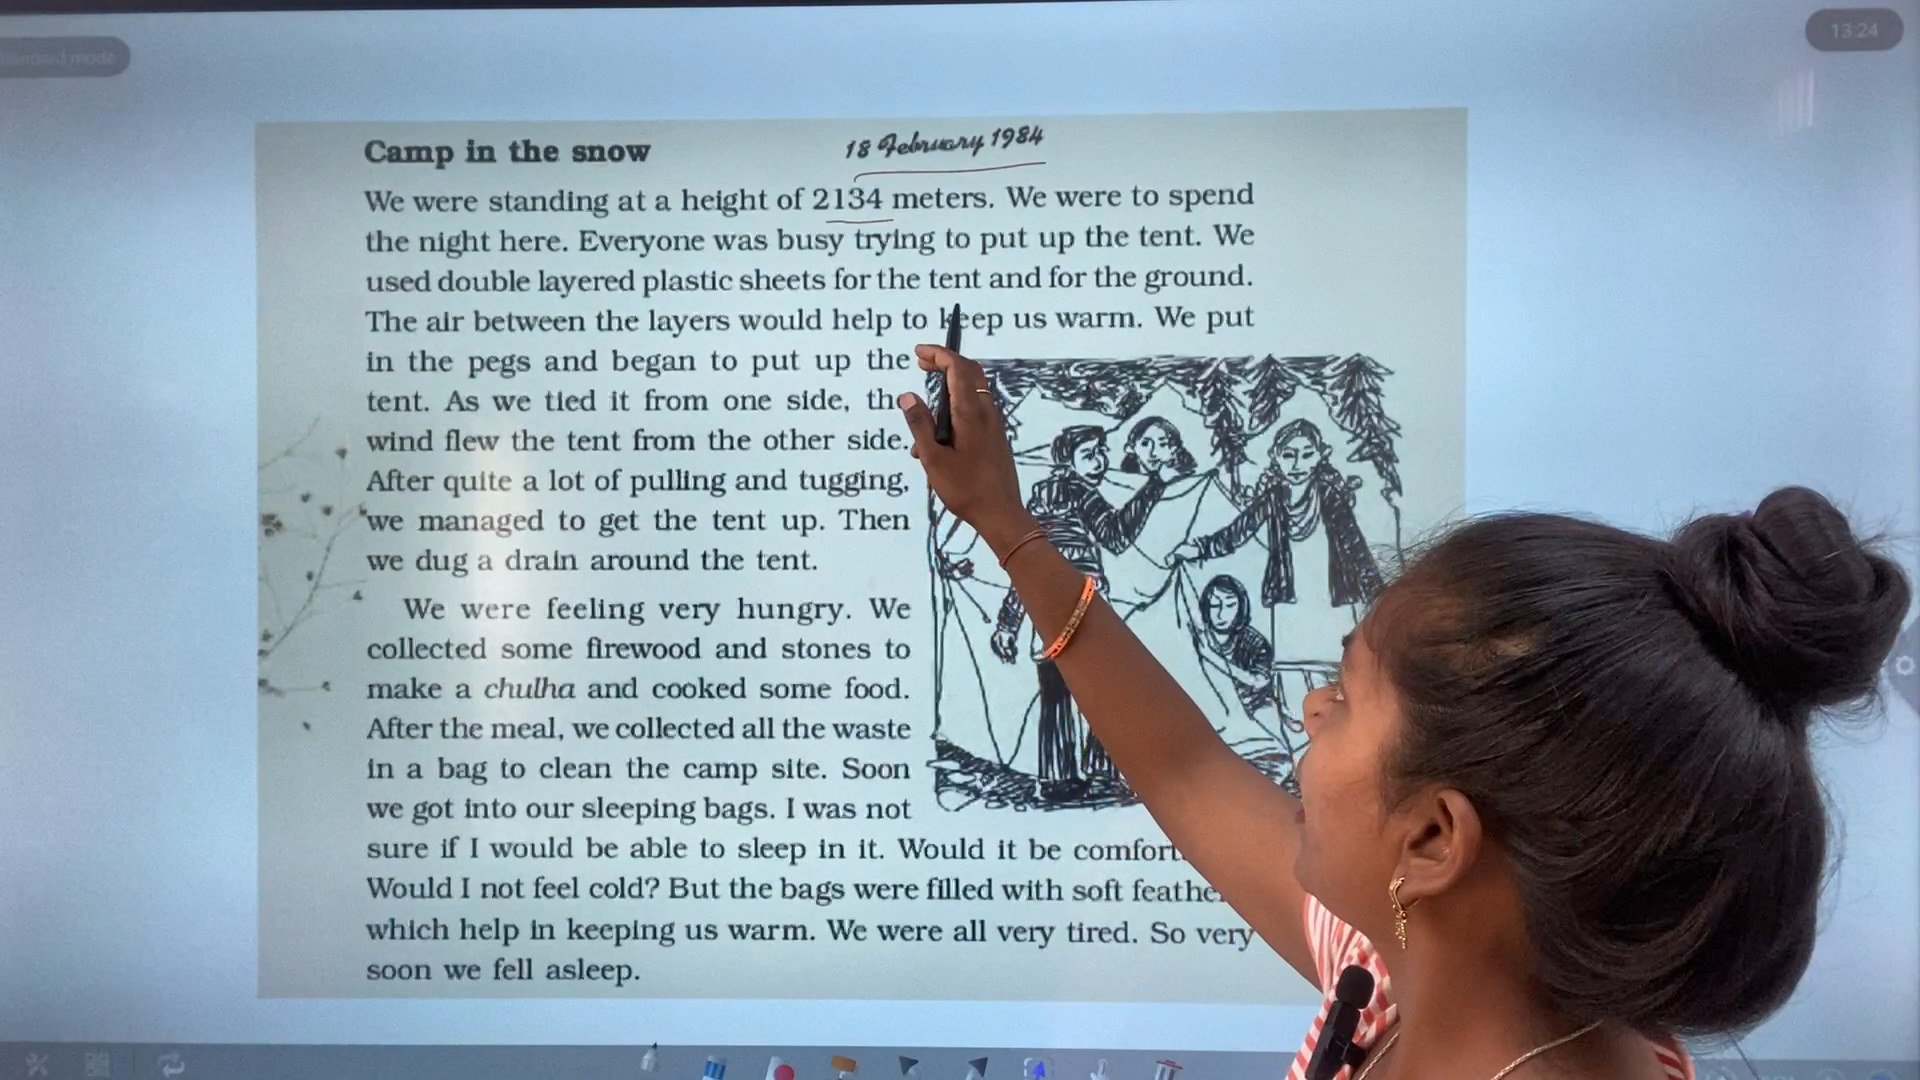 13:24
Camp in the snow
18 February 1984
We were standing at a height of 2134 meters. We were to spend
the night here. Everyone was busy trying to put up the tent. We
used double layered plastic sheets for the tent and for the ground.
The air between the layers would help to keep us warm. We put
in the pegs and began to put up the
tent. As we tied it from one side, the
wind flew the tent from the other side.
After quite a lot of pulling and tugging,
we managed to get the tent up. Then
we dug a drain around the tent.
We were feeling very hungry. We
collected some firewood and stones to
make a chulha and cooked some food.
After the meal, we collected all the waste
in a bag to clean the camp site. Soon
we got into our sleeping bags. I was not
sure if I would be able to sleep in it. Would it be
Would I not feel cold? But the bags were filled with soft
which help in keeping us warm. We were all very tired. So very
soon we fell asleep.